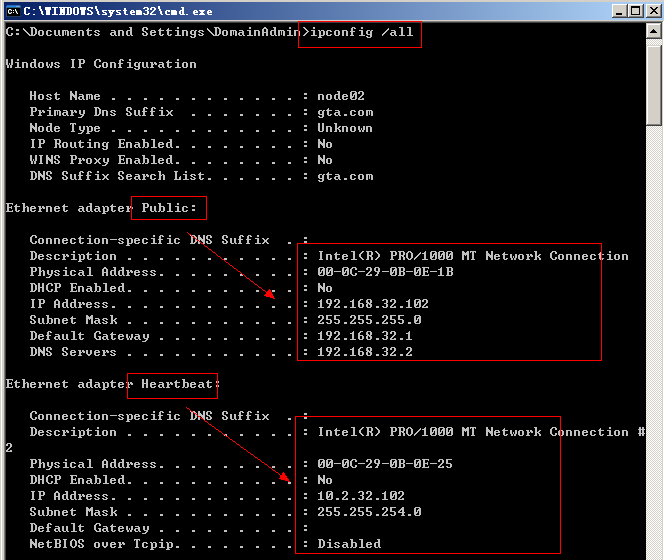 C:\WINDOWS\system32\cmd.exe
C:\Documents and Settings\DomainAdmin>ipconfig /all
Windows IP Configuration
Host Name . . . . . . . . . . . . : node02
Primary Dns Suffix . . . . . . . : gta.com
Node Type . . . . . . . . . . . . : Unknown
IP Routing Enabled. . . . . . . . : No
WINS Proxy Enabled. . . . . . . . : No
DNS Suffix Search List. . . . . . : gta.com
Ethernet adapter Public:
Connection-specific DNS Suffix . :
Description . . . . . . . . . . . : Intel(R) PRO/1000 MT Network Connection
Physical Address. . . . . . . . . : 00-0C-29-0B-0E-1B
DHCP Enabled. . . . . . . . . . . : No
IP Address. . . . . . . . . . . . : 192.168.32.102
Subnet Mask . . . . . . . . . . . : 255.255.255.0
Default Gateway . . . . . . . . . : 192.168.32.1
DNS Servers . . . . . . . . . . . : 192.168.32.2
Ethernet adapter Heartbeat:
Connection-specific DNS Suffix . :
Description . . . . . . . . . . . : Intel(R) PRO/1000 MT Network Connection #
2
Physical Address. . . . . . . . . : 00-0C-29-0B-0E-25
DHCP Enabled. . . . . . . . . . . : No
IP Address. . . . . . . . . . . . : 10.2.32.102
Subnet Mask . . . . . . . . . . . : 255.255.254.0
Default Gateway . . . . . . . . . :
NetBIOS over Tcpip. . . . . . . . : Disabled